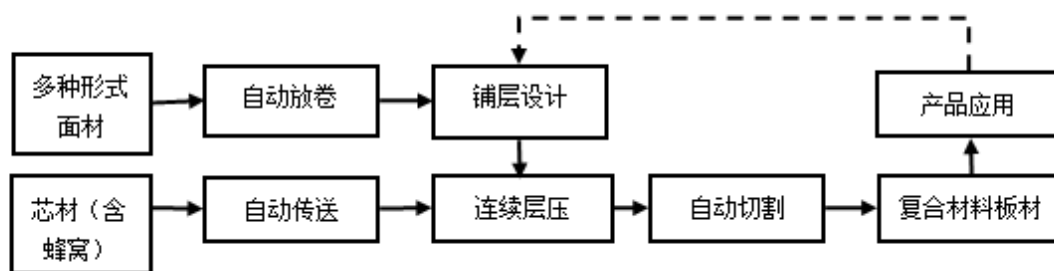 多种形式
面材
自动放卷
铺层设计
产品应用
芯材（含
蜂窝）
自动传送
连续层压
自动切割
复合材料板材